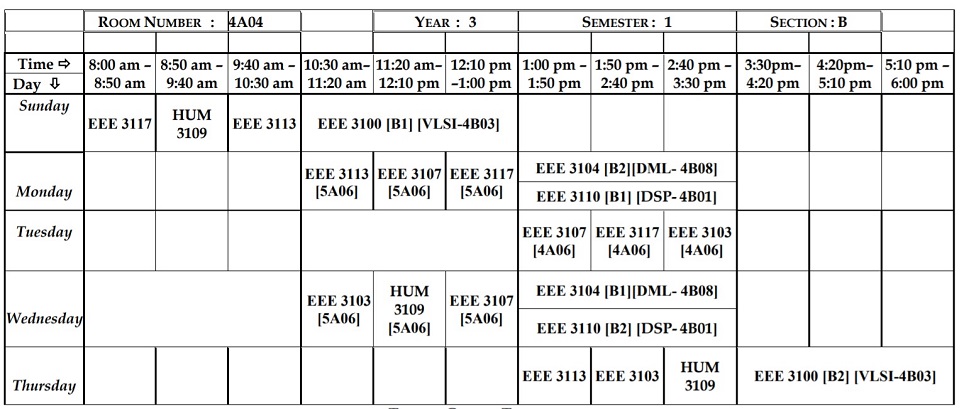 ROOM NUMBER : 4A04 YEAR : 3 SEMESTER : 1 SECTION : B
Time ⇨ 8:00 am – 8:50 am – 9:40 am – 10:30 am– 11:20 am– 12:10 pm 1:00 pm – 1:50 pm – 2:40 pm – 3:30pm– 4:20pm– 5:10 pm –
Day ⇩ 8:50 am 9:40 am 10:30 am 11:20 am 12:10 pm –1:00 pm 1:50 pm 2:40 pm 3:30 pm 4:20 pm 5:10 pm 6:00 pm
Sunday
EEE 3117 HUM 3109 EEE 3113 EEE 3100 [B1] [VLSI-4B03]
Monday
EEE 3113 [5A06] EEE 3107 [5A06] EEE 3117 [5A06] EEE 3104 [B2][DML- 4B08]
EEE 3110 [B1] [DSP- 4B01]
Tuesday
EEE 3107 [4A06] EEE 3117 [4A06] EEE 3103 [4A06]
Wednesday
EEE 3103 [5A06] HUM 3109 [5A06] EEE 3107 [5A06] EEE 3104 [B1][DML- 4B08]
EEE 3110 [B2] [DSP- 4B01]
Thursday
EEE 3113 EEE 3103 HUM 3109 EEE 3100 [B2] [VLSI-4B03]